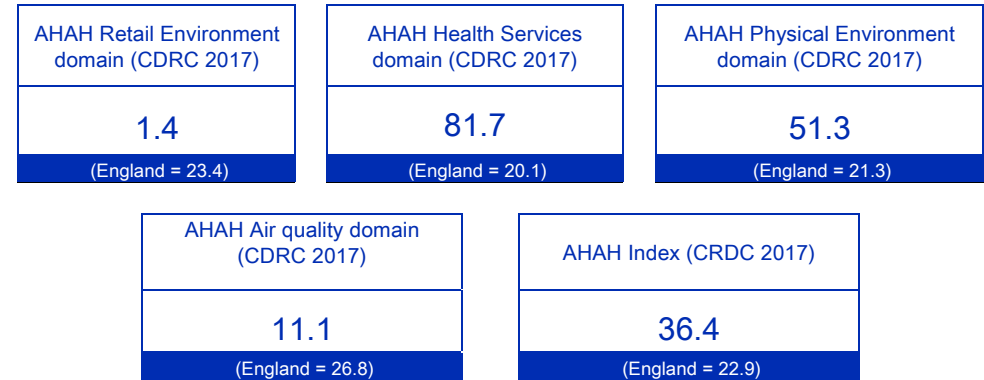 AHAH Retail Environment
domain (CDRC 2017)
1.4
(England = 23.4)
AHAH Health Services
domain (CDRC 2017)
81.7
(England = 20.1)
AHAH Physical Environment
domain (CDRC 2017)
51.3
(England = 21.3)
AHAH Air quality domain
(CDRC 2017)
11.1
(England = 26.8)
AHAH Index (CRDC 2017)
36.4
(England = 22.9)